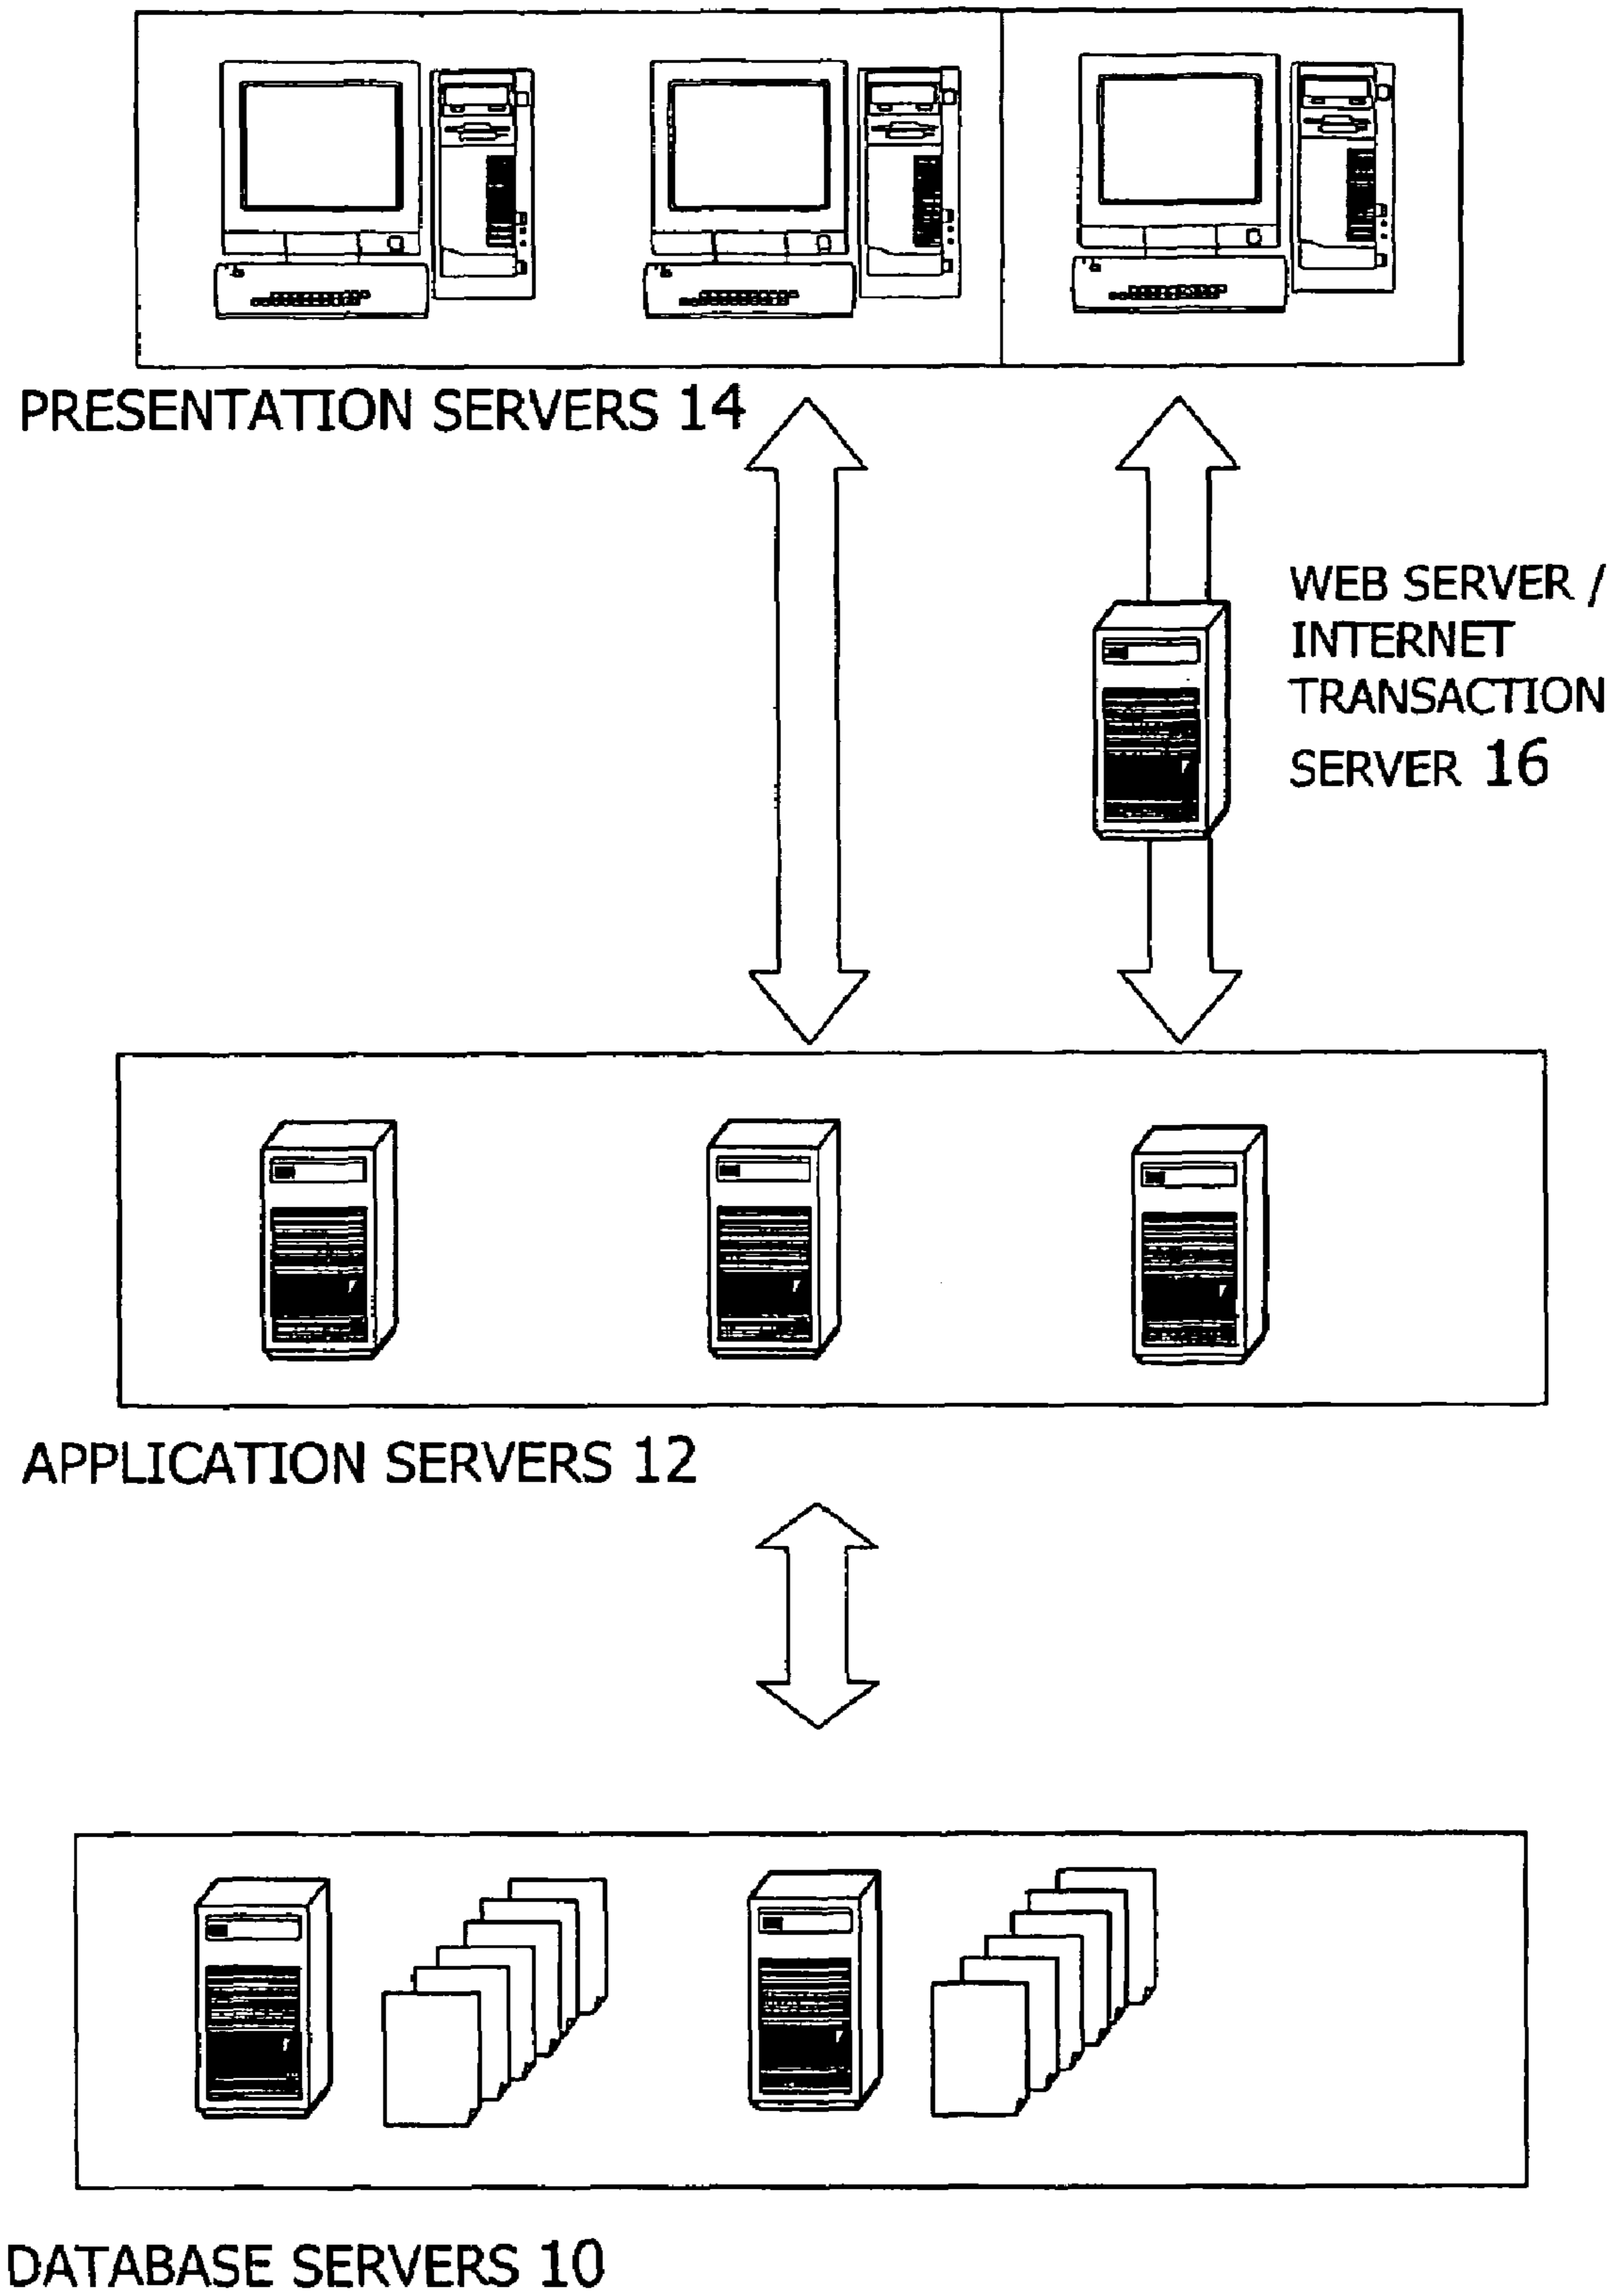 PRESENTATION SERVERS 14
WEB SERVER /
INTERNET
TRANSACTION
SERVER 16
APPLICATION SERVERS 12
DATABASE SERVERS 10